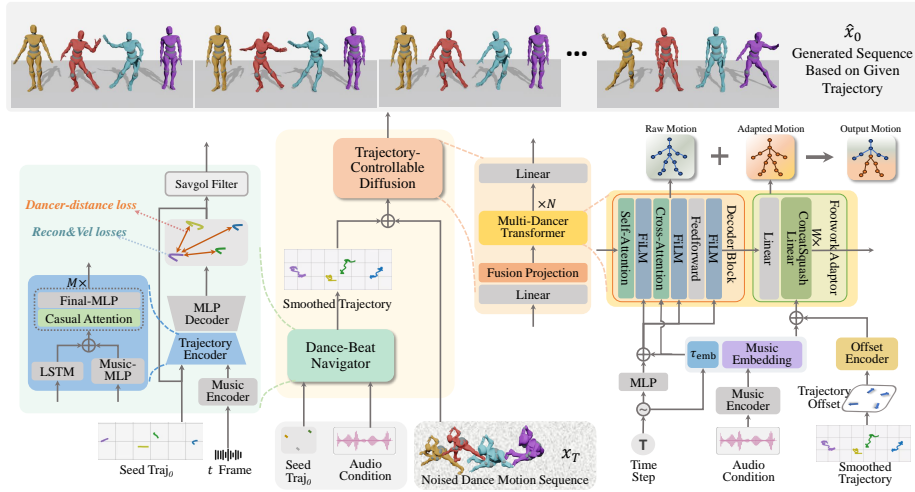 x̂₀
Generated Sequence
Based on Given
Trajectory
Raw Motion
Adapted Motion
Output Motion
Savgol Filter
Dancer-distance loss
Recon&Vel losses
M×
Final-MLP
Casual Attention
LSTM
Music-
MLP
MLP
Decoder
Trajectory
Encoder
Music
Encoder
Seed Traj₀
t Frame
Trajectory-
Controllable
Diffusion
Smoothed Trajectory
Dance-Beat
Navigator
Seed
Traj₀
Audio
Condition
x_T
Noised Dance Motion Sequence
Linear
×N
Multi-Dancer
Transformer
Fusion Projection
Linear
Self-Attention
FiLM
Cross-Attention
FiLM
Feedforward
FiLM
Decoder Block
Linear
ConcatSquash
Linear
W×
Foowork Adaptor
MLP
~
T
Time
Step
τemb
Music
Embedding
Music
Encoder
Audio
Condition
Offset
Encoder
Trajectory
Offset
Smoothed
Trajectory